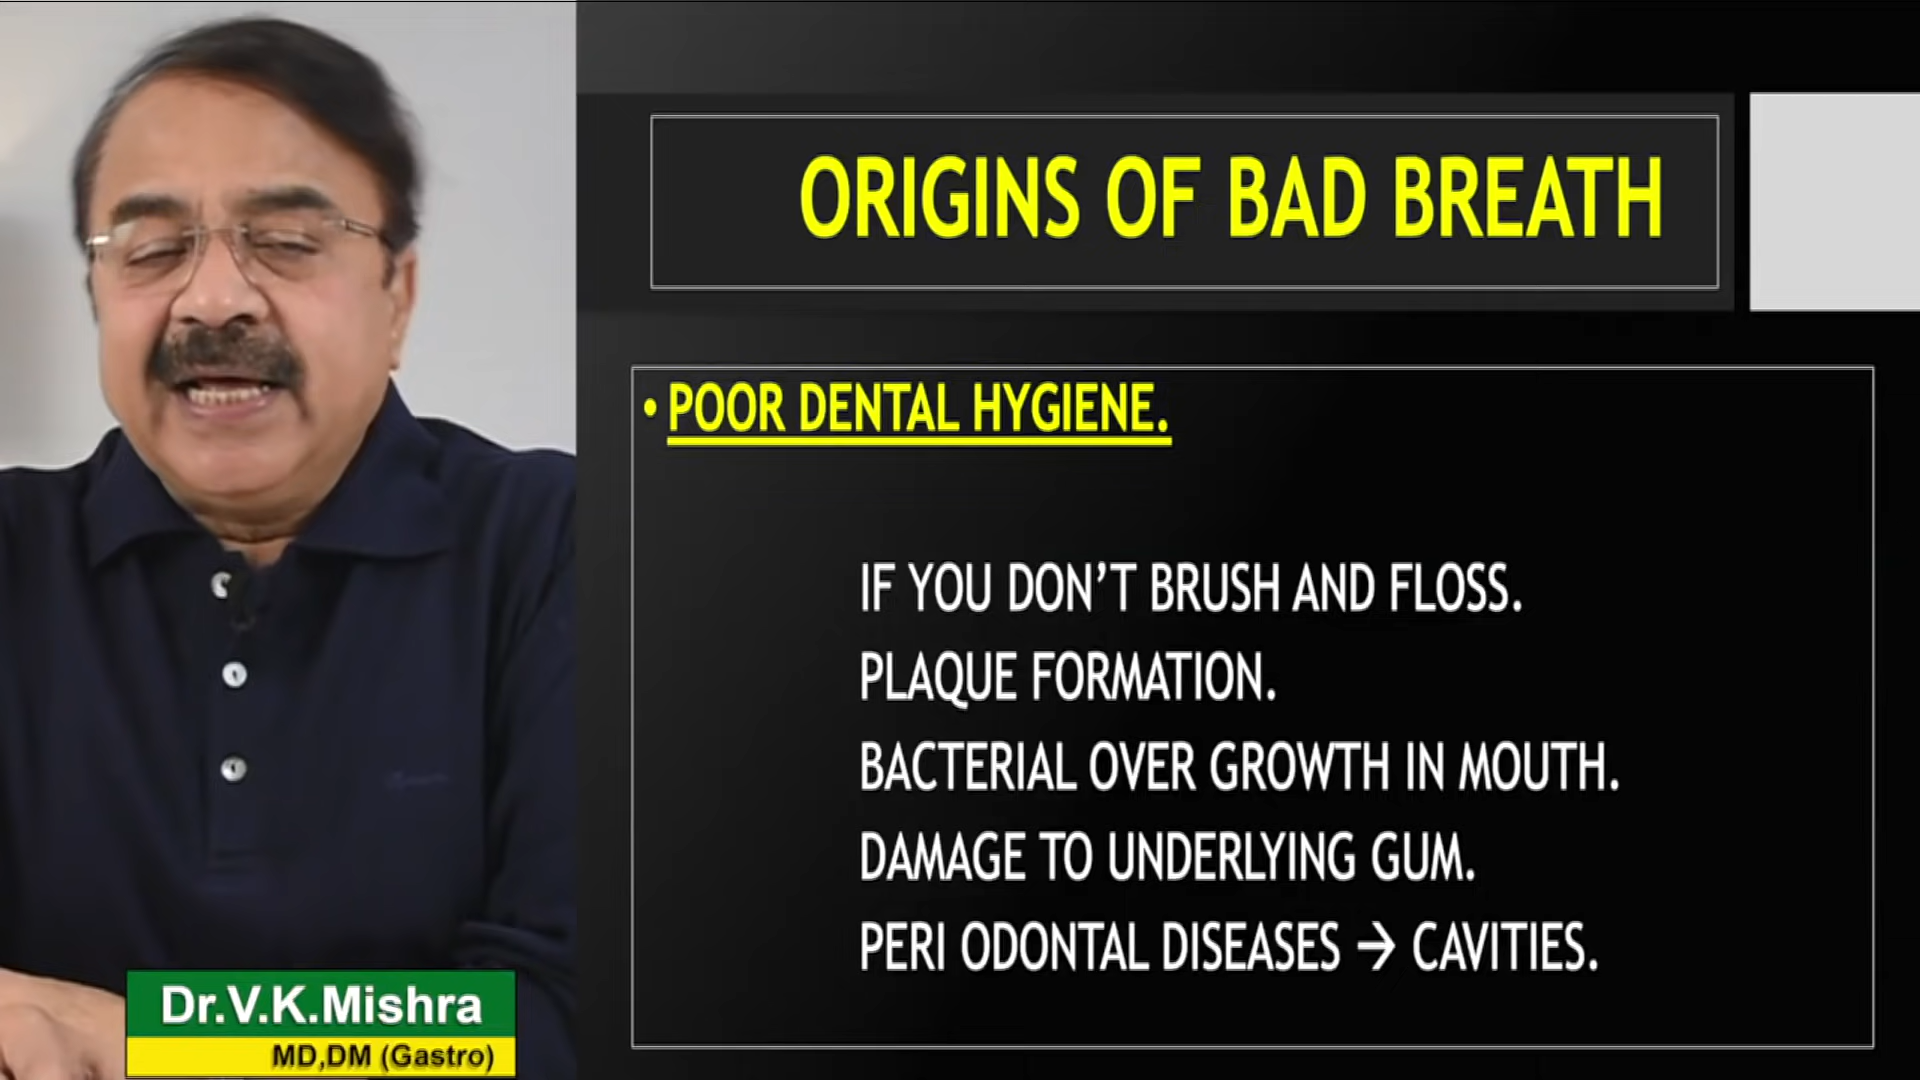 ORIGINS OF BAD BREATH
• POOR DENTAL HYGIENE.
IF YOU DON'T BRUSH AND FLOSS.
PLAQUE FORMATION.
BACTERIAL OVER GROWTH IN MOUTH.
DAMAGE TO UNDERLYING GUM.
PERI ODONTAL DISEASES → CAVITIES.
Dr.V.K.Mishra
MD,DM (Gastro)